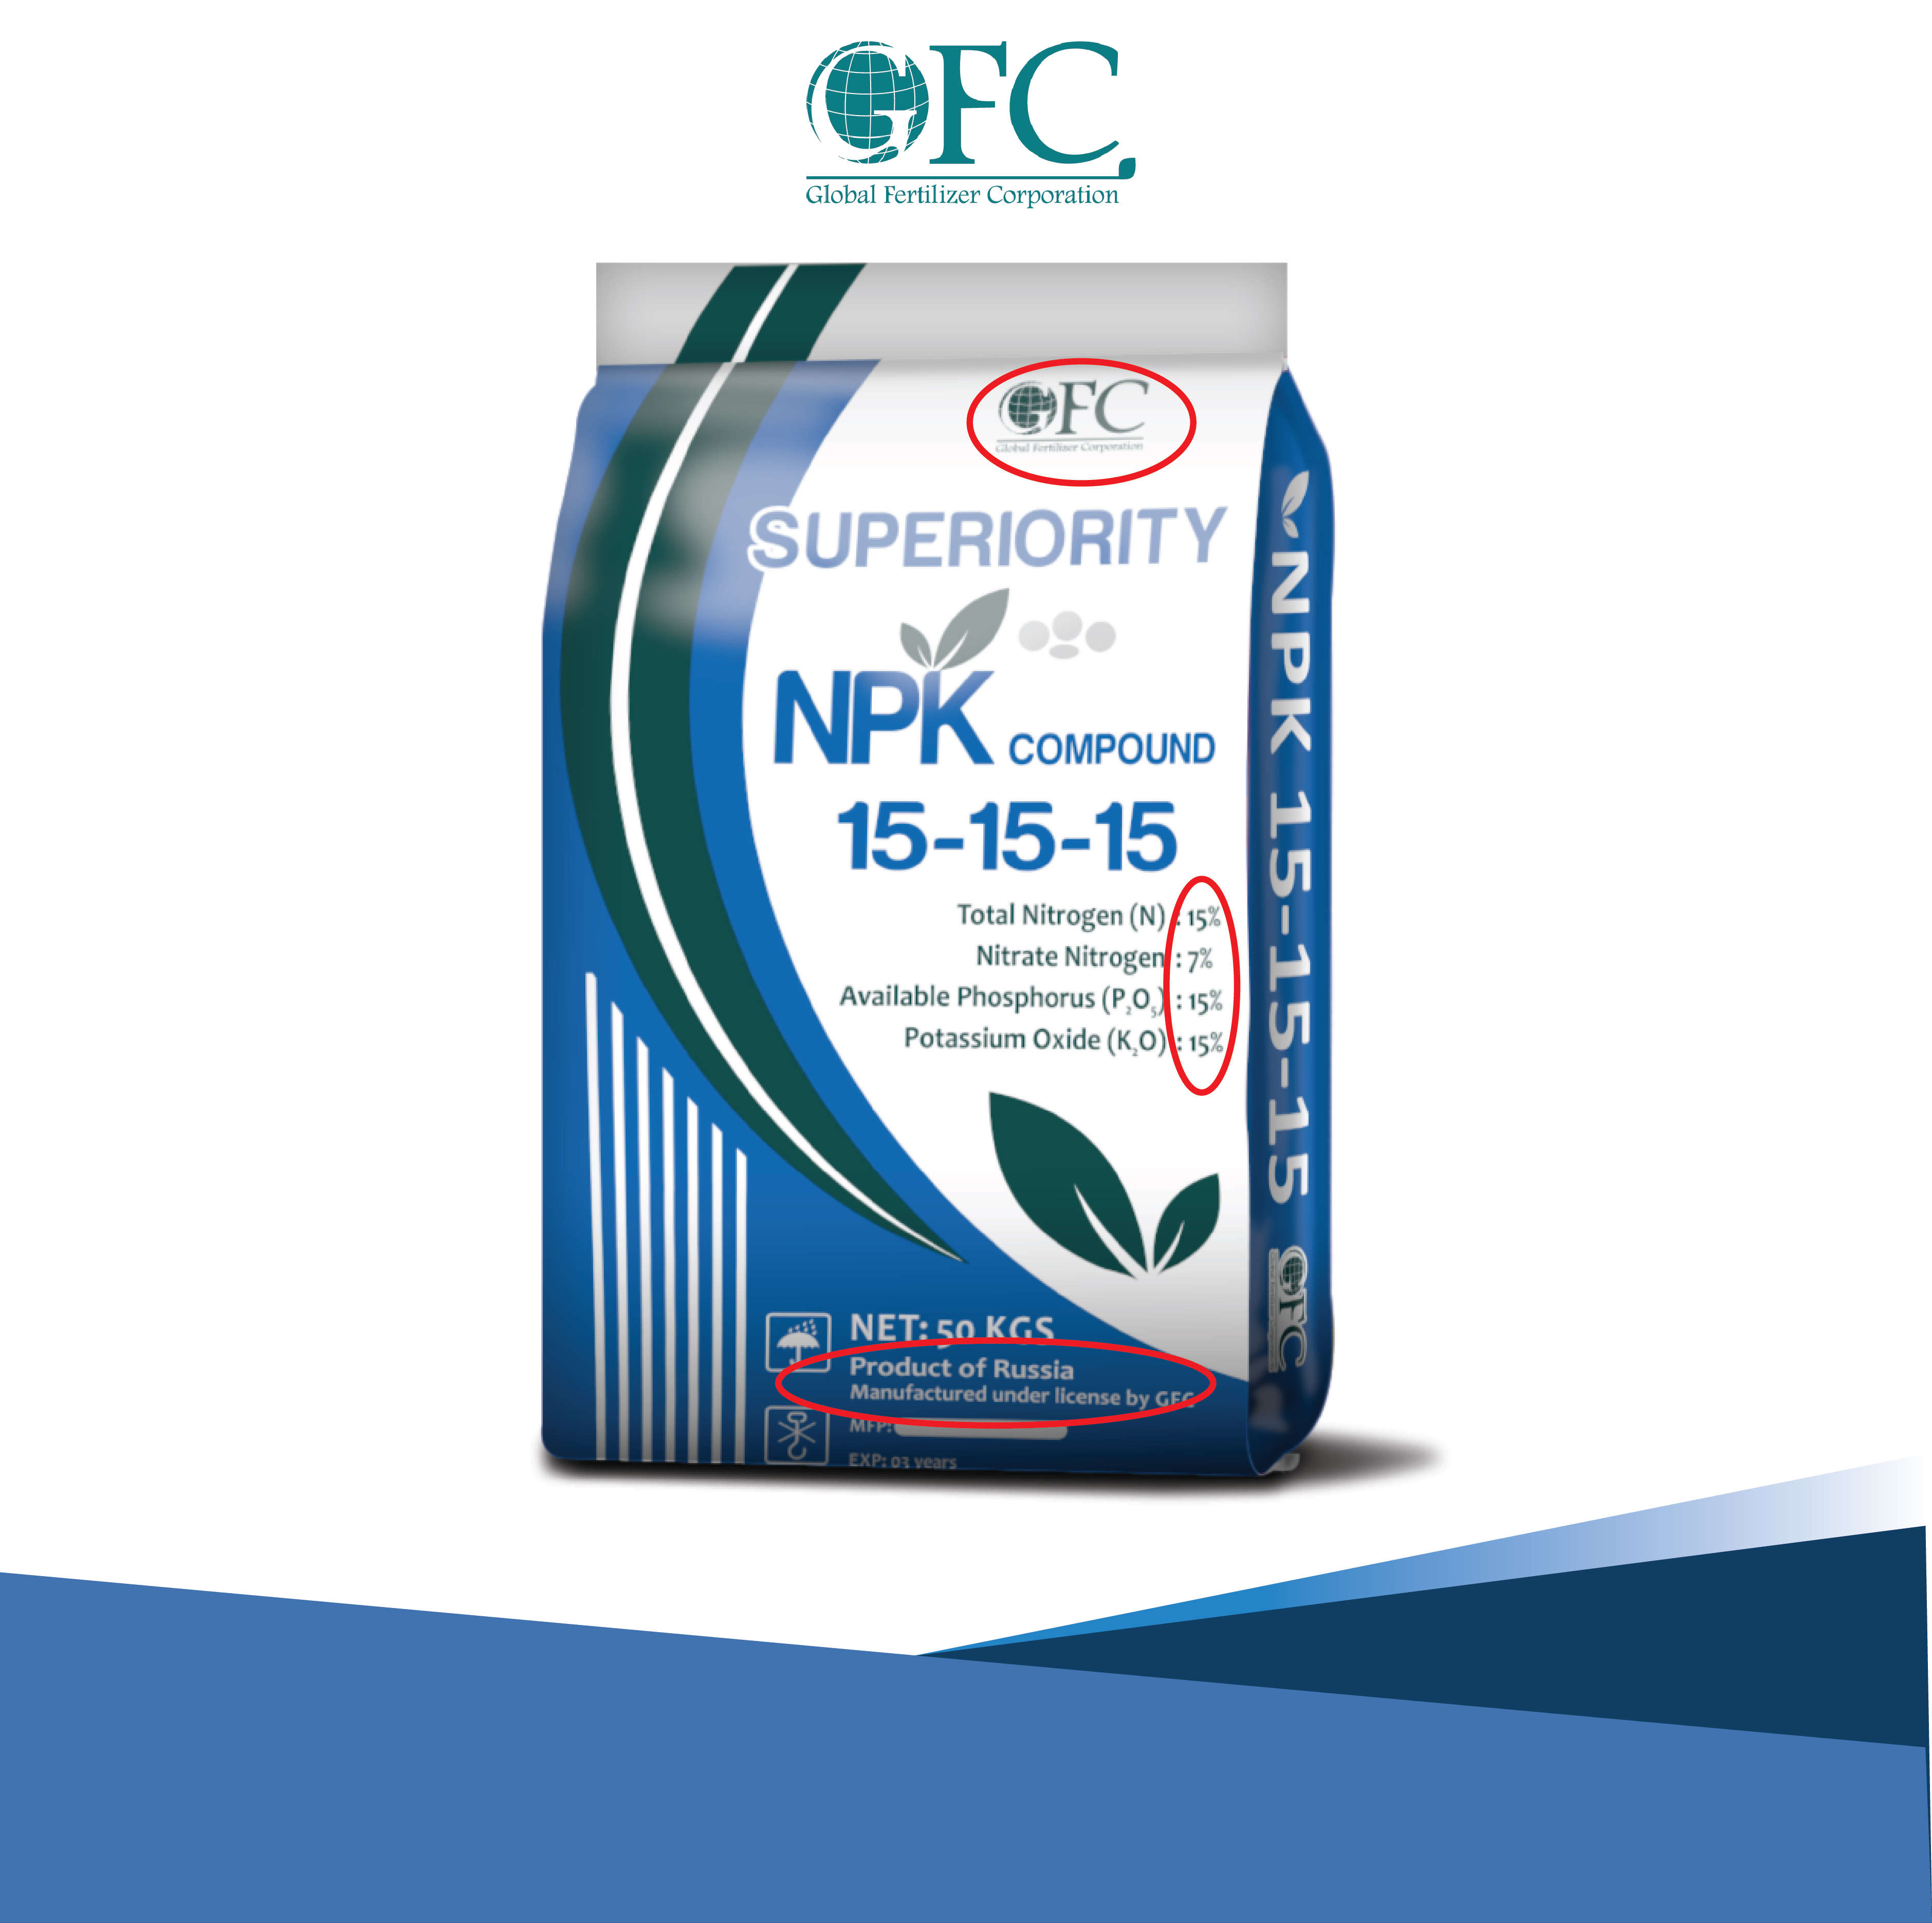 GFC
Global Fertilizer Corporation
GFC
Global Fertilizer Corporation
SUPERIORITY
NPK COMPOUND
15-15-15
Total Nitrogen (N) : 15%
Nitrate Nitrogen : 7%
Available Phosphorus (P₂O₅) : 15%
Potassium Oxide (K₂O) : 15%
NET: 50 KGS
Product of Russia
Manufactured under license by GFC
MFP:
EXP: 03 years
NPK 15-15-15
GFC